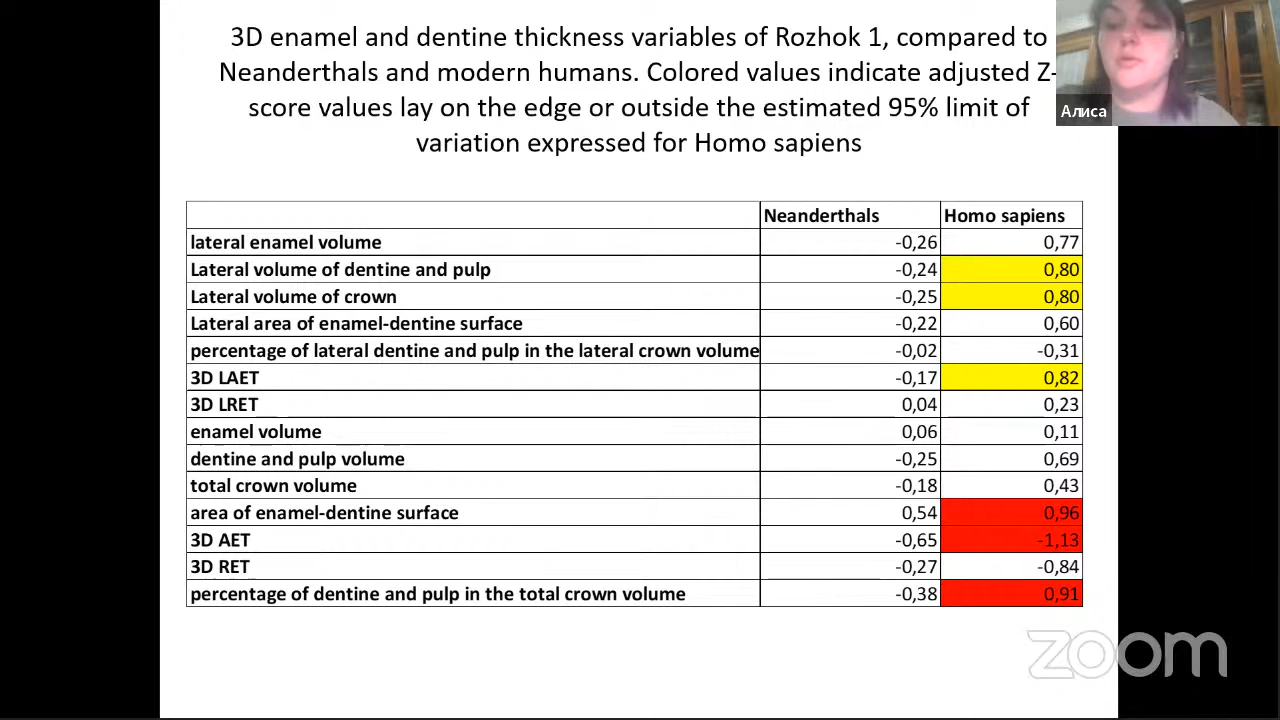 3D enamel and dentine thickness variables of Rozhok 1, compared to
Neanderthals and modern humans. Colored values indicate adjusted Z-
score values lay on the edge or outside the estimated 95% limit of
variation expressed for Homo sapiens
Алиса
Neanderthals Homo sapiens
lateral enamel volume -0,26 0,77
Lateral volume of dentine and pulp -0,24 0,80
Lateral volume of crown -0,25 0,80
Lateral area of enamel-dentine surface -0,22 0,60
percentage of lateral dentine and pulp in the lateral crown volume -0,02 -0,31
3D LAET -0,17 0,82
3D LRET 0,04 0,23
enamel volume 0,06 0,11
dentine and pulp volume -0,25 0,69
total crown volume -0,18 0,43
area of enamel-dentine surface 0,54 0,96
3D AET -0,65 -1,13
3D RET -0,27 -0,84
percentage of dentine and pulp in the total crown volume -0,38 0,91
zoom